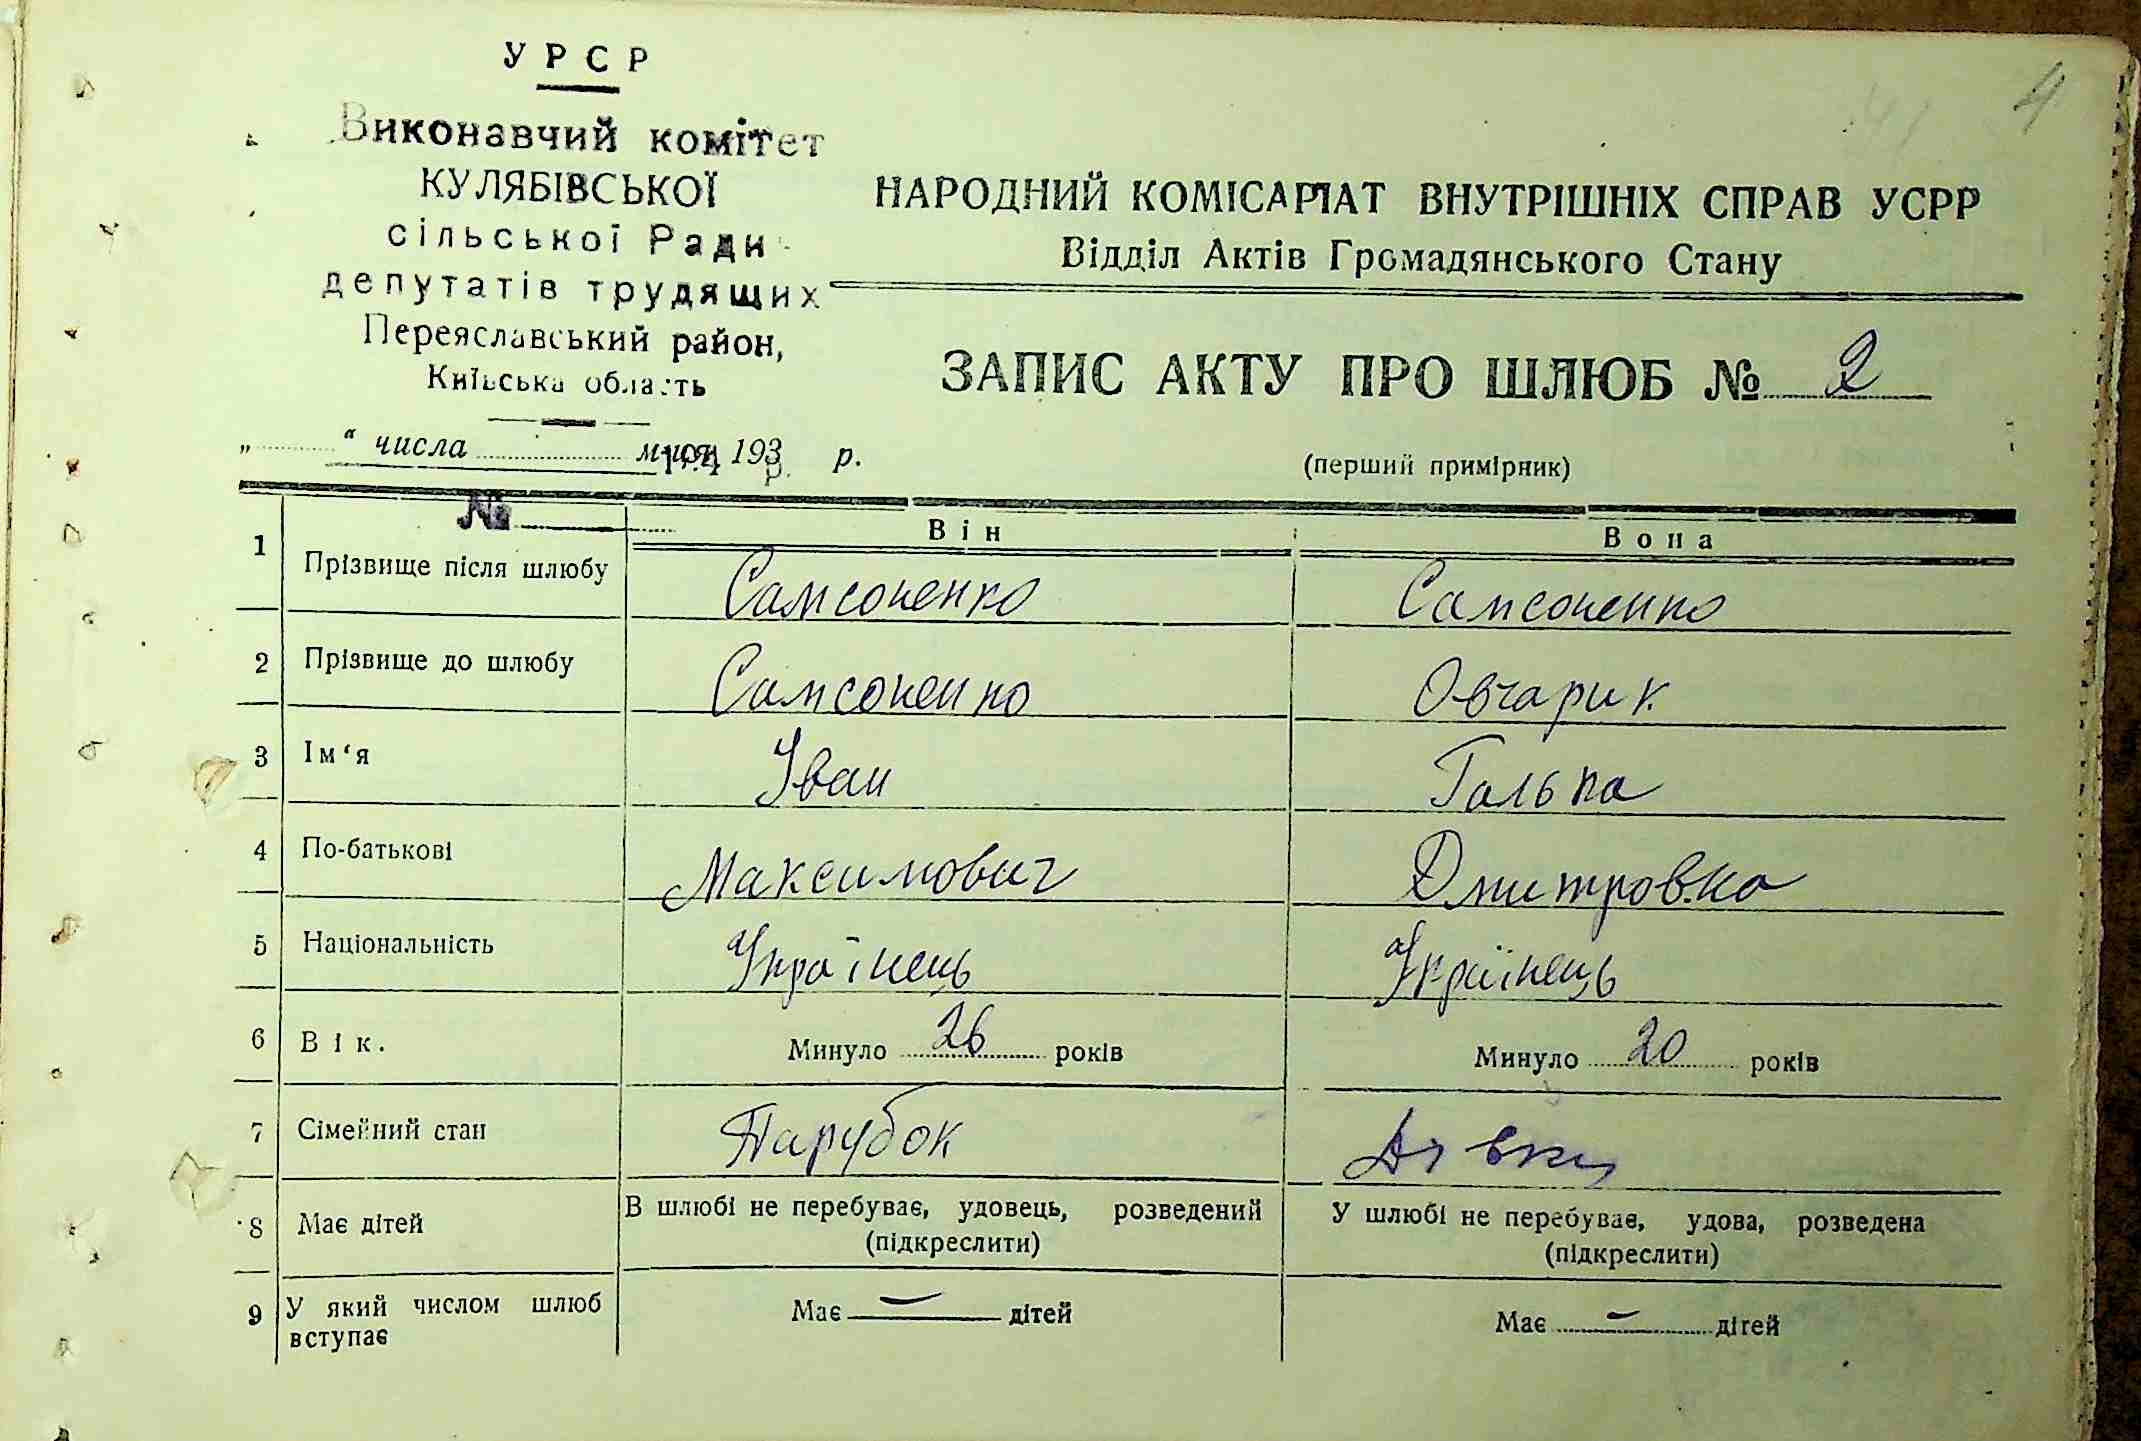 УРСР
Виконавчий комітет
КУЛЯБІВСЬКОЇ
сільської Ради
депутатів трудящих
Переяславський район,
Київська область
4
НАРОДНИЙ КОМІСАРІАТ ВНУТРІШНІХ СПРАВ УСРР
Відділ Актів Громадянського Стану
ЗАПИС АКТУ ПРО ШЛЮБ № 2
„ “ числа 193 р.
(перший примірник)
№
Він Вона
1 Прізвище після шлюбу Самсоненко Самсоненко
2 Прізвище до шлюбу Самсоненко Овчарик
3 Ім‘я Іван Галька
4 По-батькові Максимович Дмитровка
5 Національність Українець Українець
6 Вік. Минуло 26 років Минуло 20 років
7 Сімейний стан Парубок
8 Має дітей В шлюбі не перебуває, удовець, розведений У шлюбі не перебуває, удова, розведена
(підкреслити) (підкреслити)
9 У який числом шлюб вступає Має — дітей Має — дітей